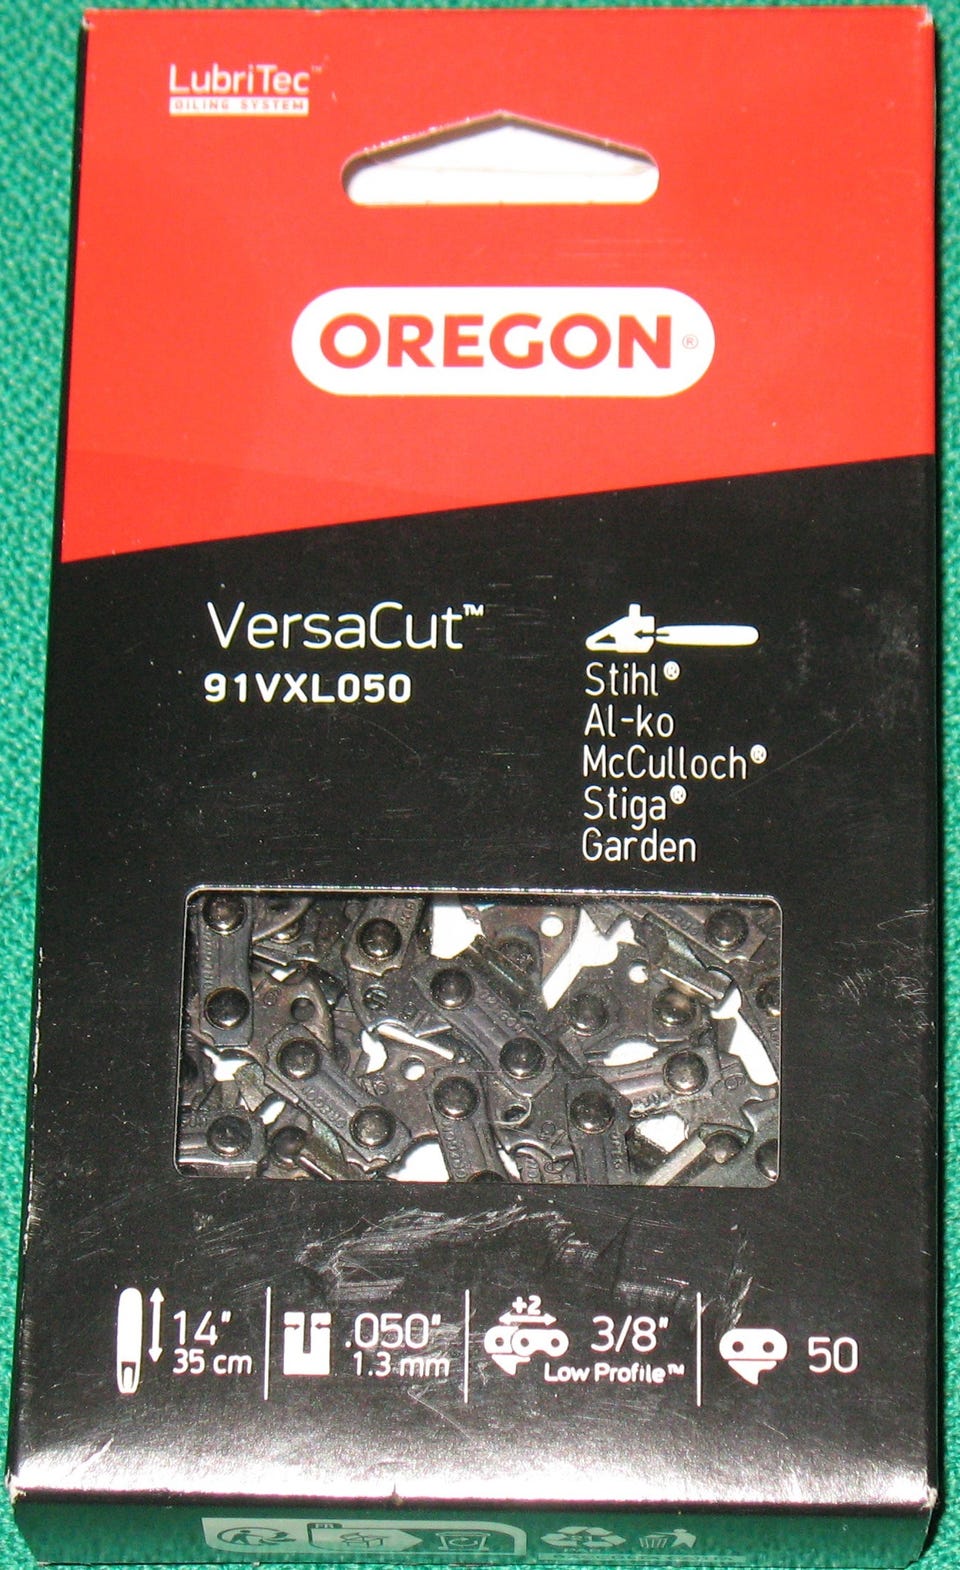 LubriTec™
OILING SYSTEM
OREGON®
VersaCut™
91VXL050
Stihl®
Al-ko
McCulloch®
Stiga®
Garden
14"
35 cm
.050"
1.3 mm
+2
3/8"
Low Profile™
50
FR